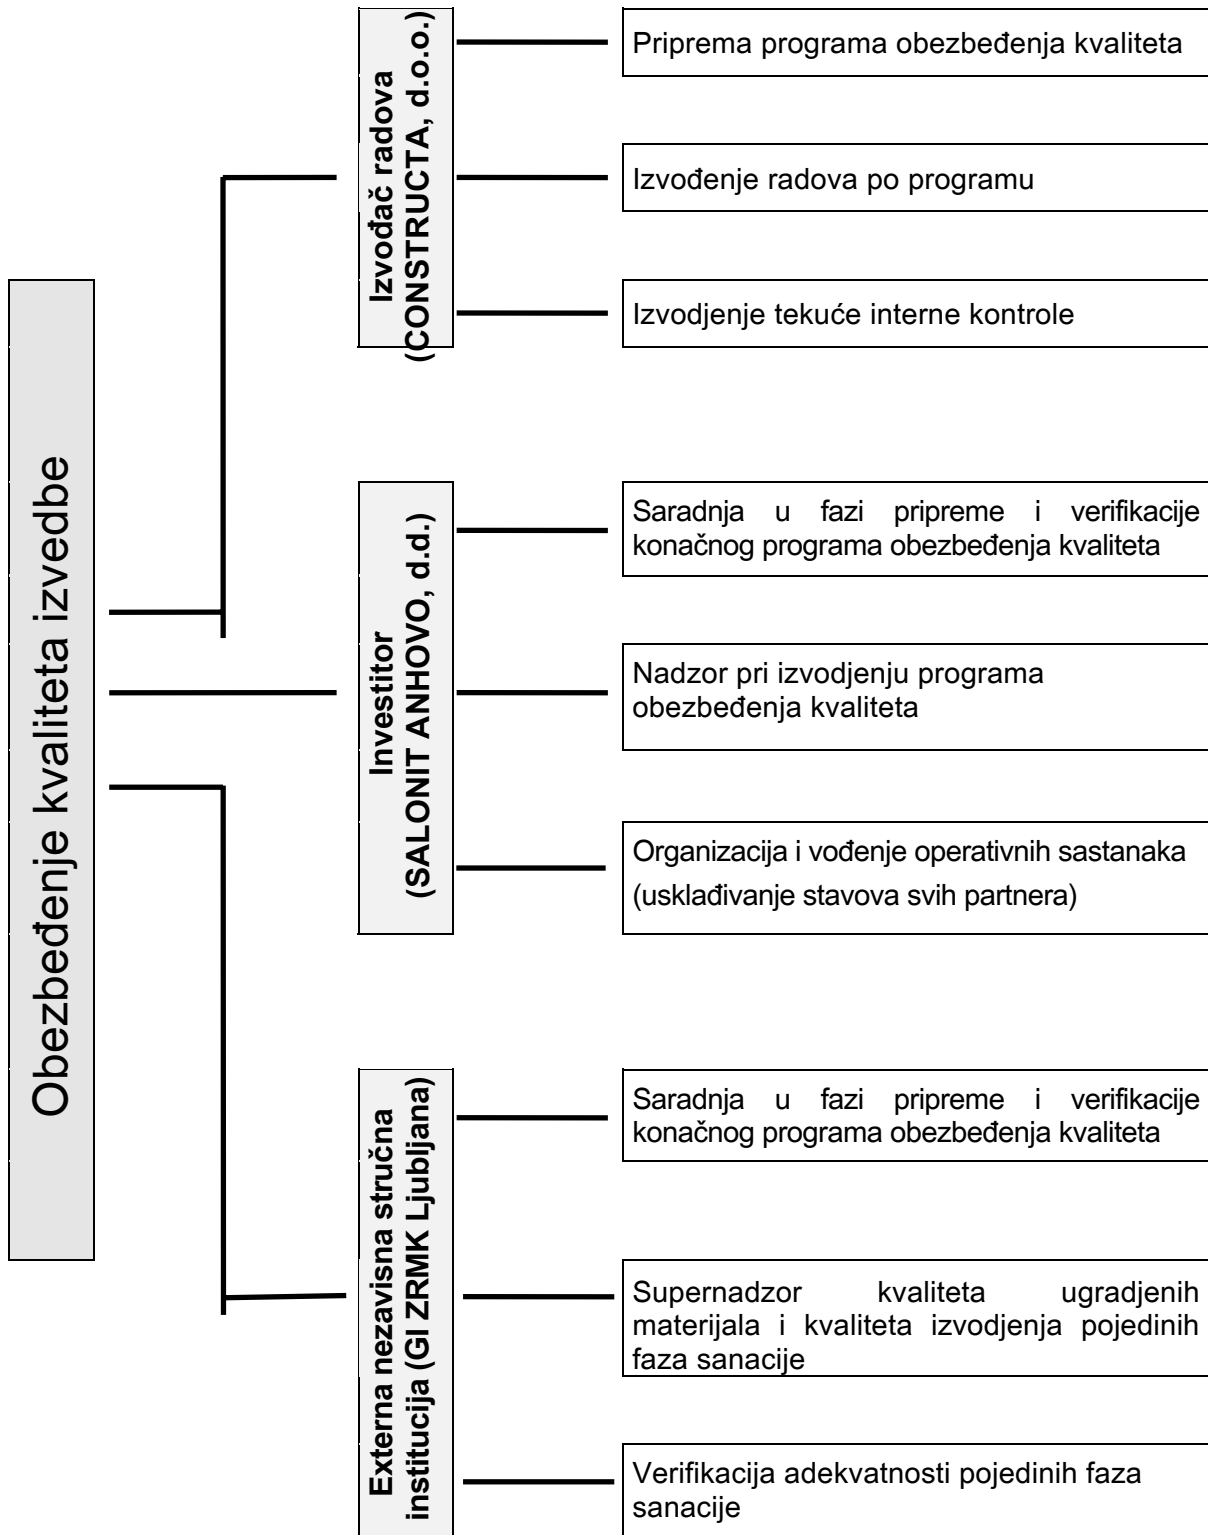 Obezbeđenje kvaliteta izvedbe
Izvođač radova
(CONSTRUCTA, d.o.o.)
Priprema programa obezbeđenja kvaliteta
Izvođenje radova po programu
Izvodjenje tekuće interne kontrole
Investitor
(SALONIT ANHOVO, d.d.)
Saradnja u fazi pripreme i verifikacije
konačnog programa obezbeđenja kvaliteta
Nadzor pri izvodjenju programa
obezbeđenja kvaliteta
Organizacija i vođenje operativnih sastanaka
(usklađivanje stavova svih partnera)
Externa nezavisna stručna
institucija (GI ZRMK Ljubljana)
Saradnja u fazi pripreme i verifikacije
konačnog programa obezbeđenja kvaliteta
Supernadzor kvaliteta ugradjenih
materijala i kvaliteta izvodjenja pojedinih
faza sanacije
Verifikacija adekvatnosti pojedinih faza
sanacije